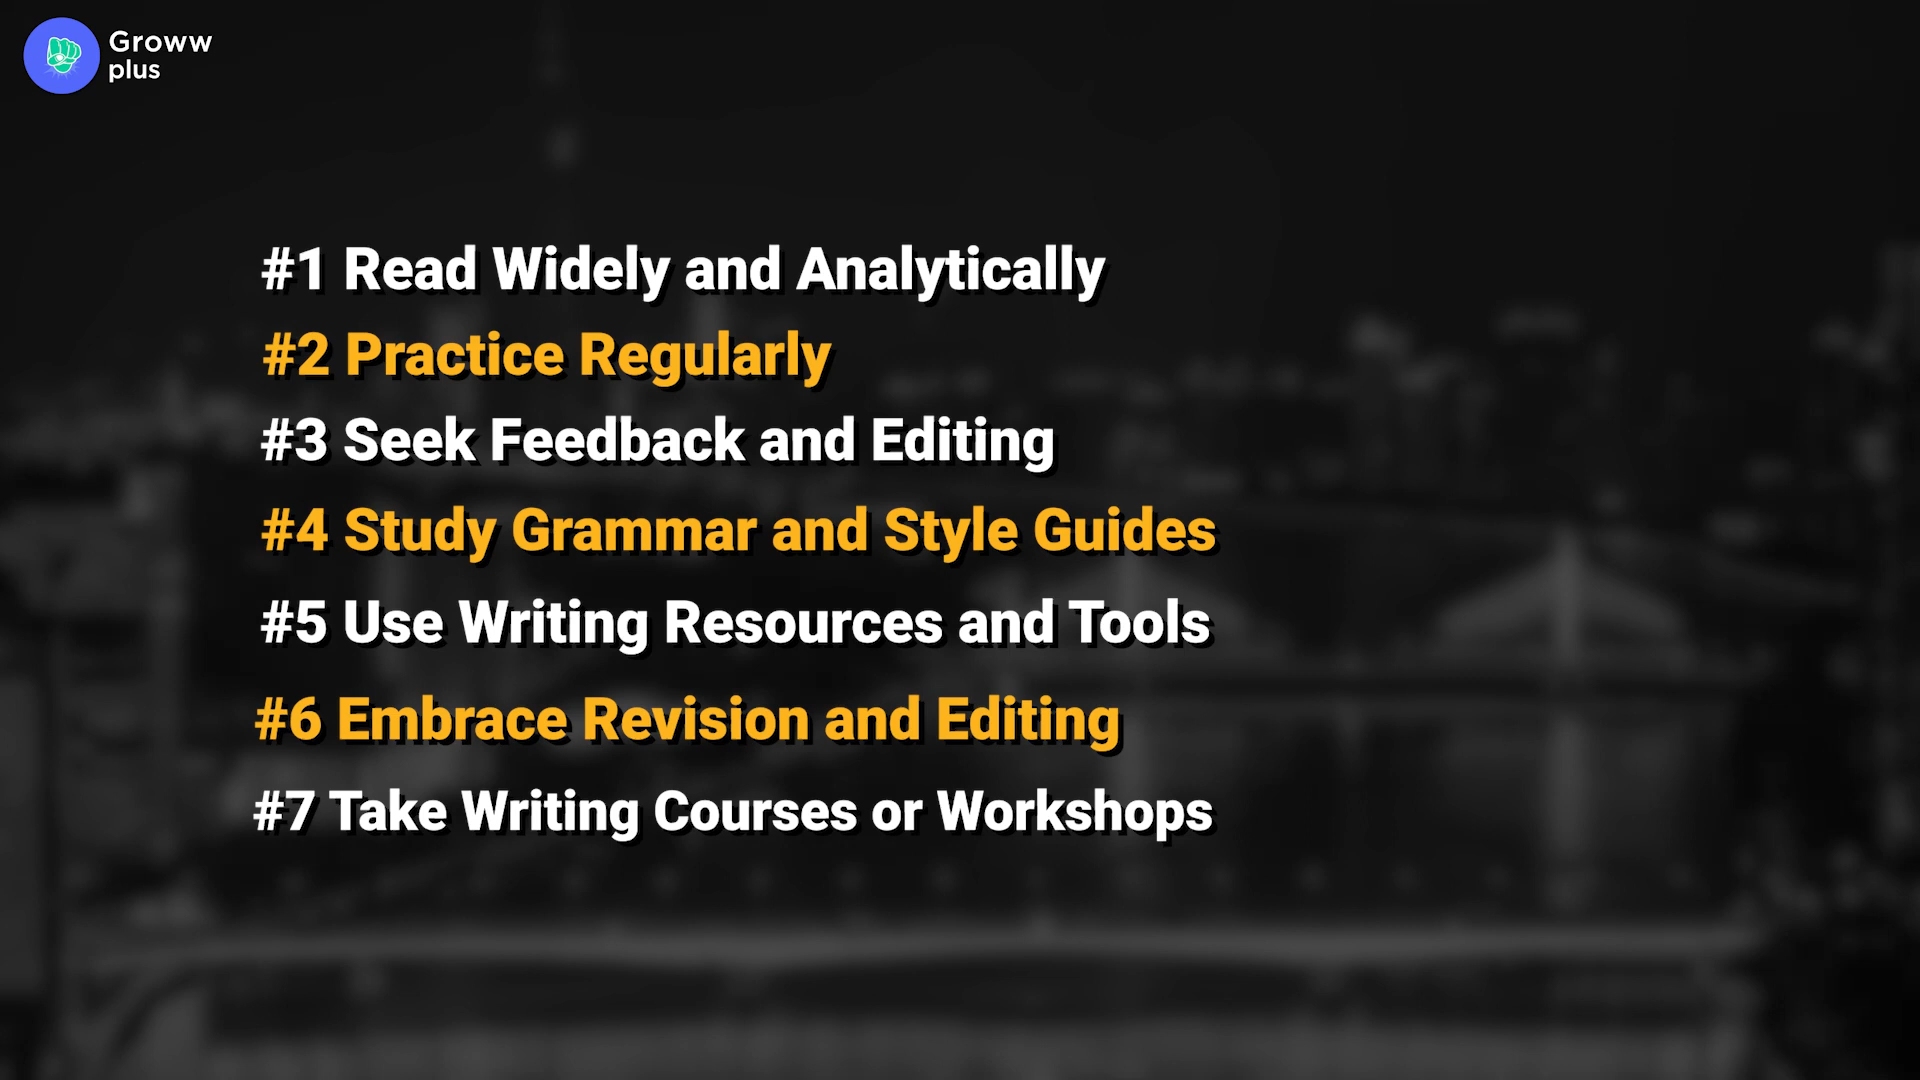 Groww
plus
#1 Read Widely and Analytically
#2 Practice Regularly
#3 Seek Feedback and Editing
#4 Study Grammar and Style Guides
#5 Use Writing Resources and Tools
#6 Embrace Revision and Editing
#7 Take Writing Courses or Workshops